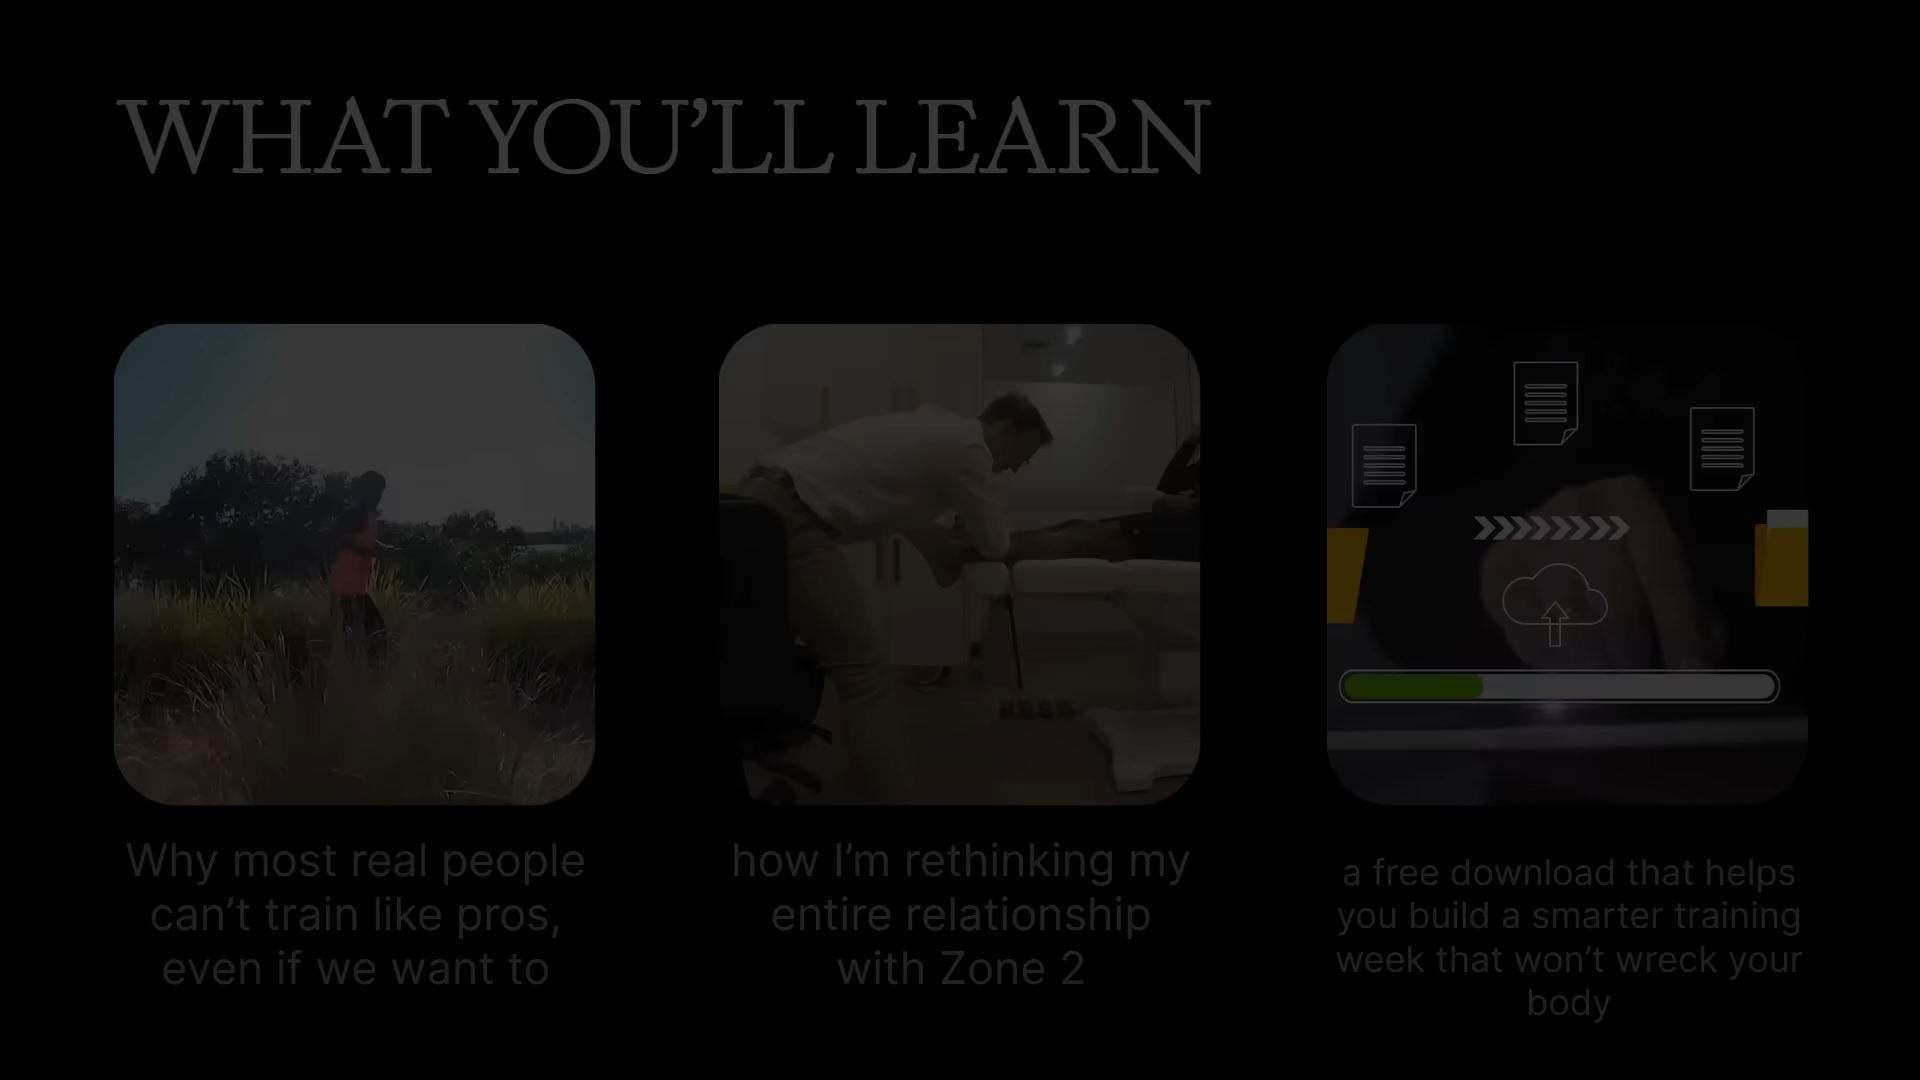 WHAT YOU’LL LEARN
Why most real people
can’t train like pros,
even if we want to
how I’m rethinking my
entire relationship
with Zone 2
a free download that helps
you build a smarter training
week that won’t wreck your
body